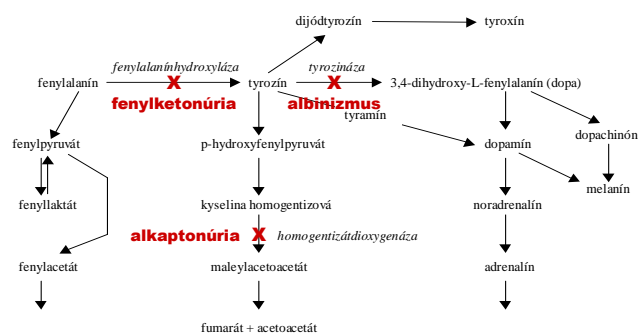 dijódtyrozín
tyroxín
fenylalanínhydroxyláza
tyrozináza
fenylalanín
X
tyrozín
X
3,4-dihydroxy-L-fenylalanín (dopa)
fenylketonúria
albinizmus
tyramín
dopachinón
fenylpyruvát
p-hydroxyfenylpyruvát
dopamín
melanín
fenyllaktát
kyselina homogentizová
noradrenalín
alkaptonúria
X
homogentizátdioxygenáza
fenylacetát
maleylacetoacetát
adrenalín
fumarát + acetoacetát